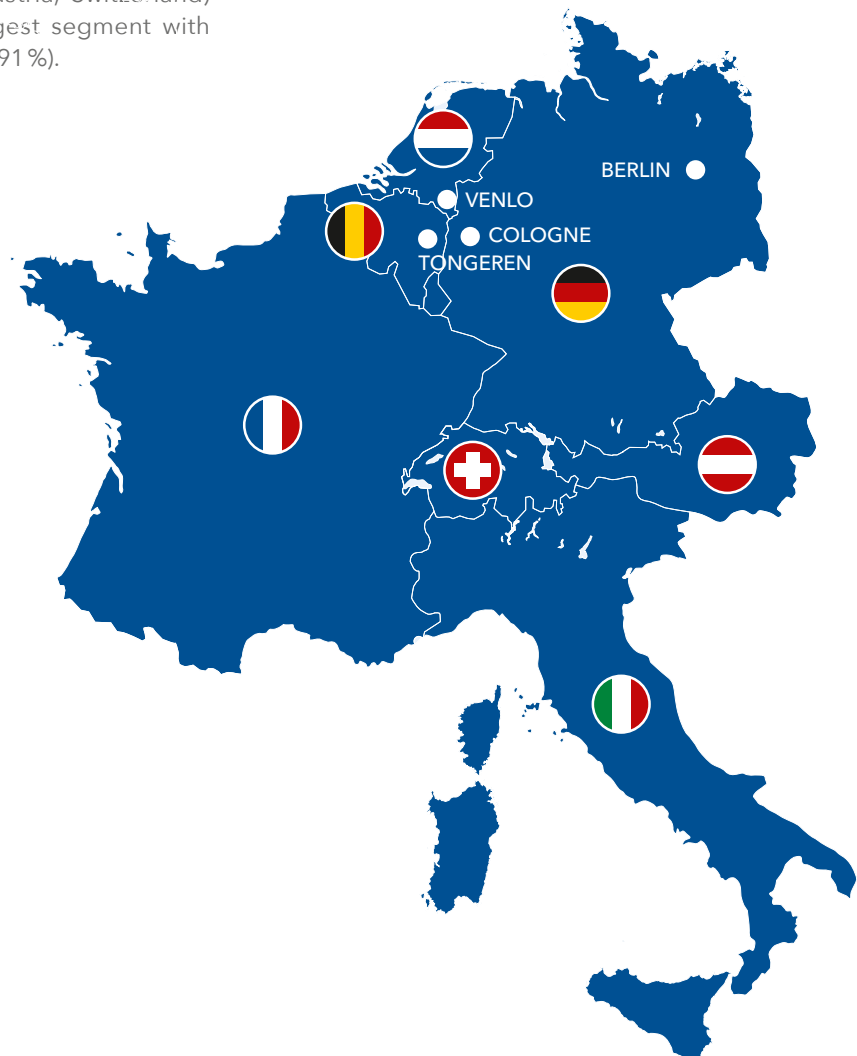 gest segment with
91 %).
BERLIN
VENLO
COLOGNE
TONGEREN